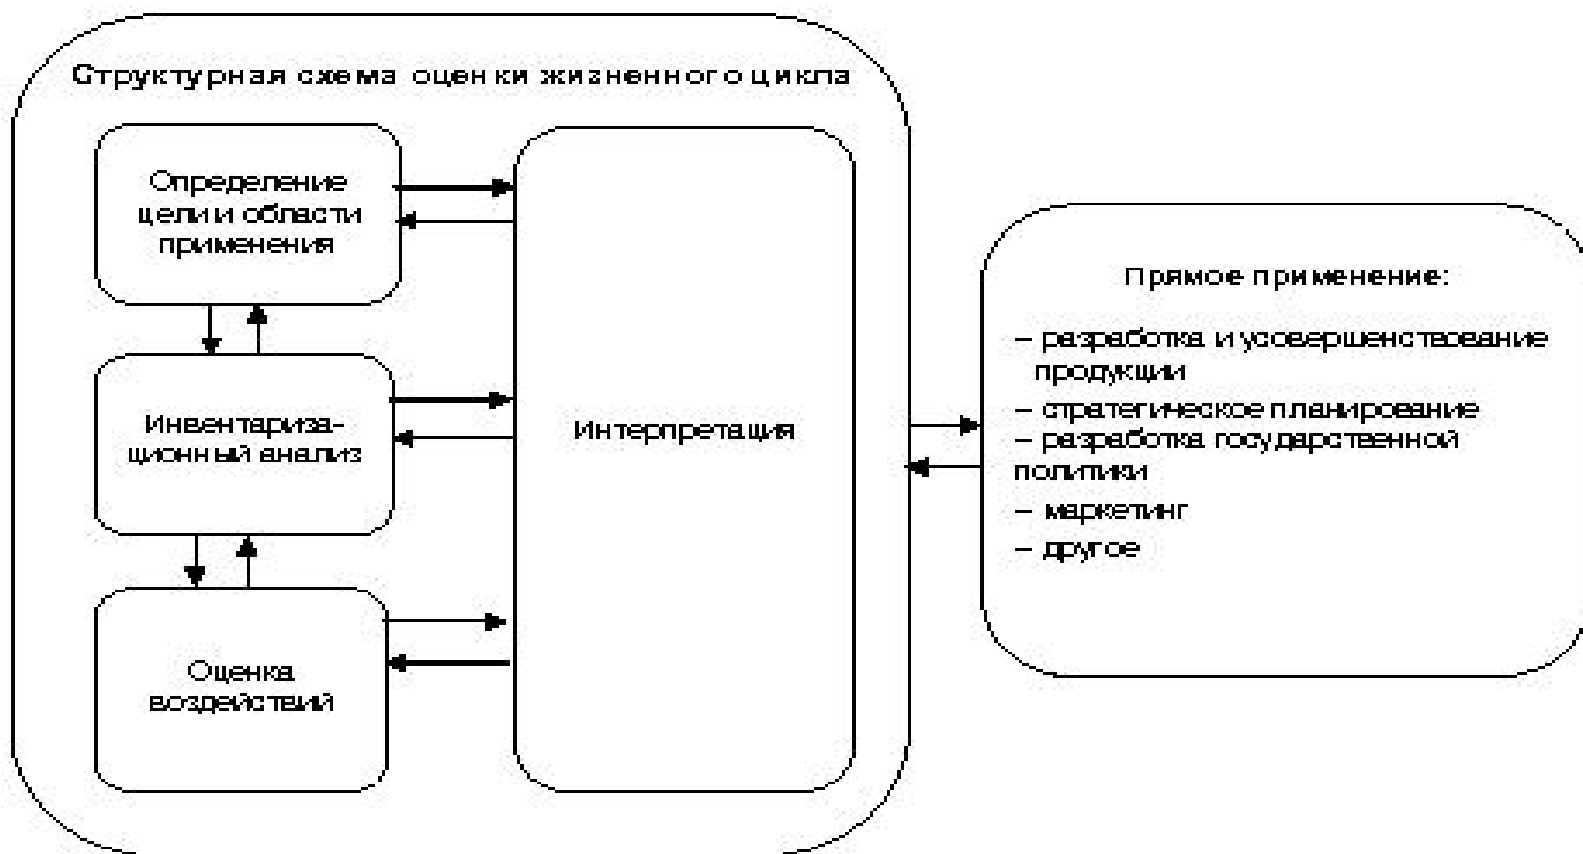 Структурная схема оценки жизненного цикла
Определение
цели и области
применения
Инвентариза-
ционный анализ
Оценка
воздействий
Интерпретация
Прямое применение:
– разработка и усовершенствование
продукции
– стратегическое планирование
– разработка государственной
политики
– маркетинг
– другое